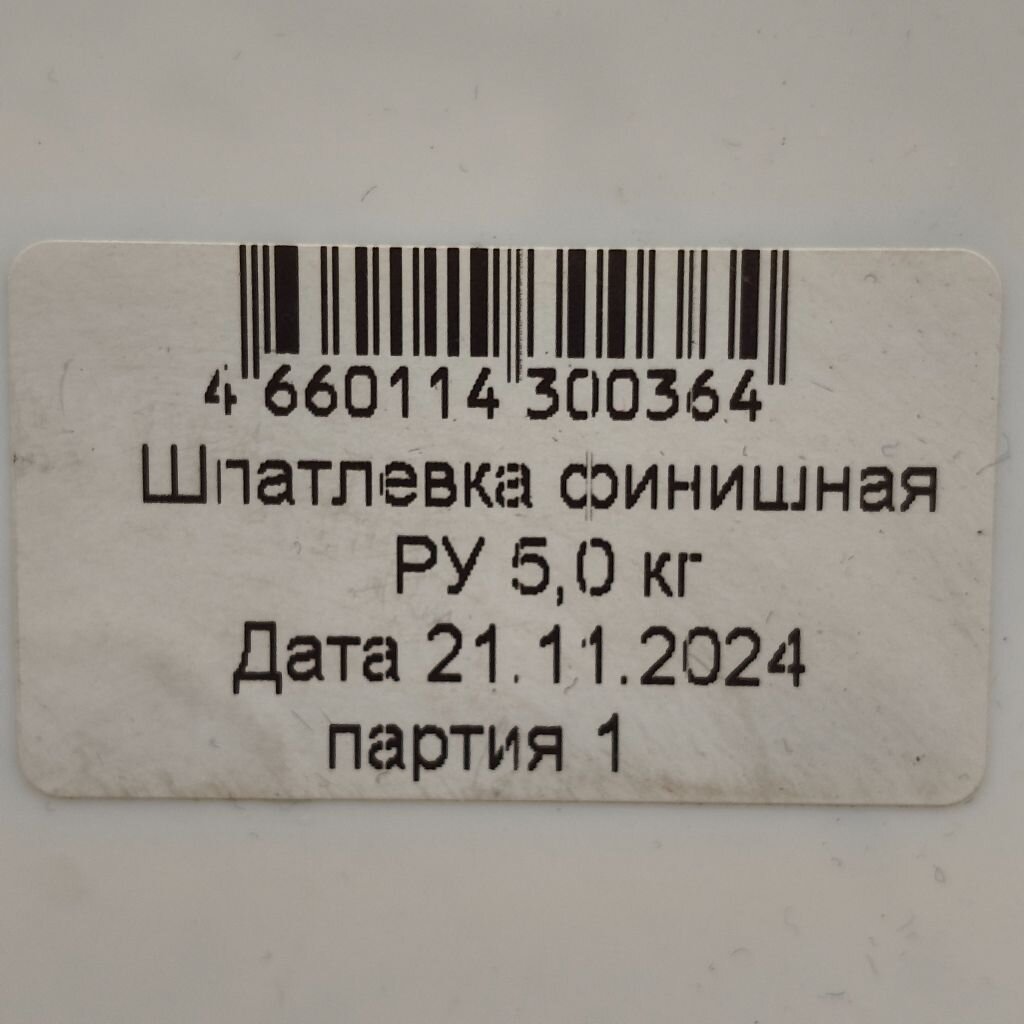 4 660114 300364
Шпатлевка финишная
РУ 5,0 кг
Дата 21.11.2024
партия 1